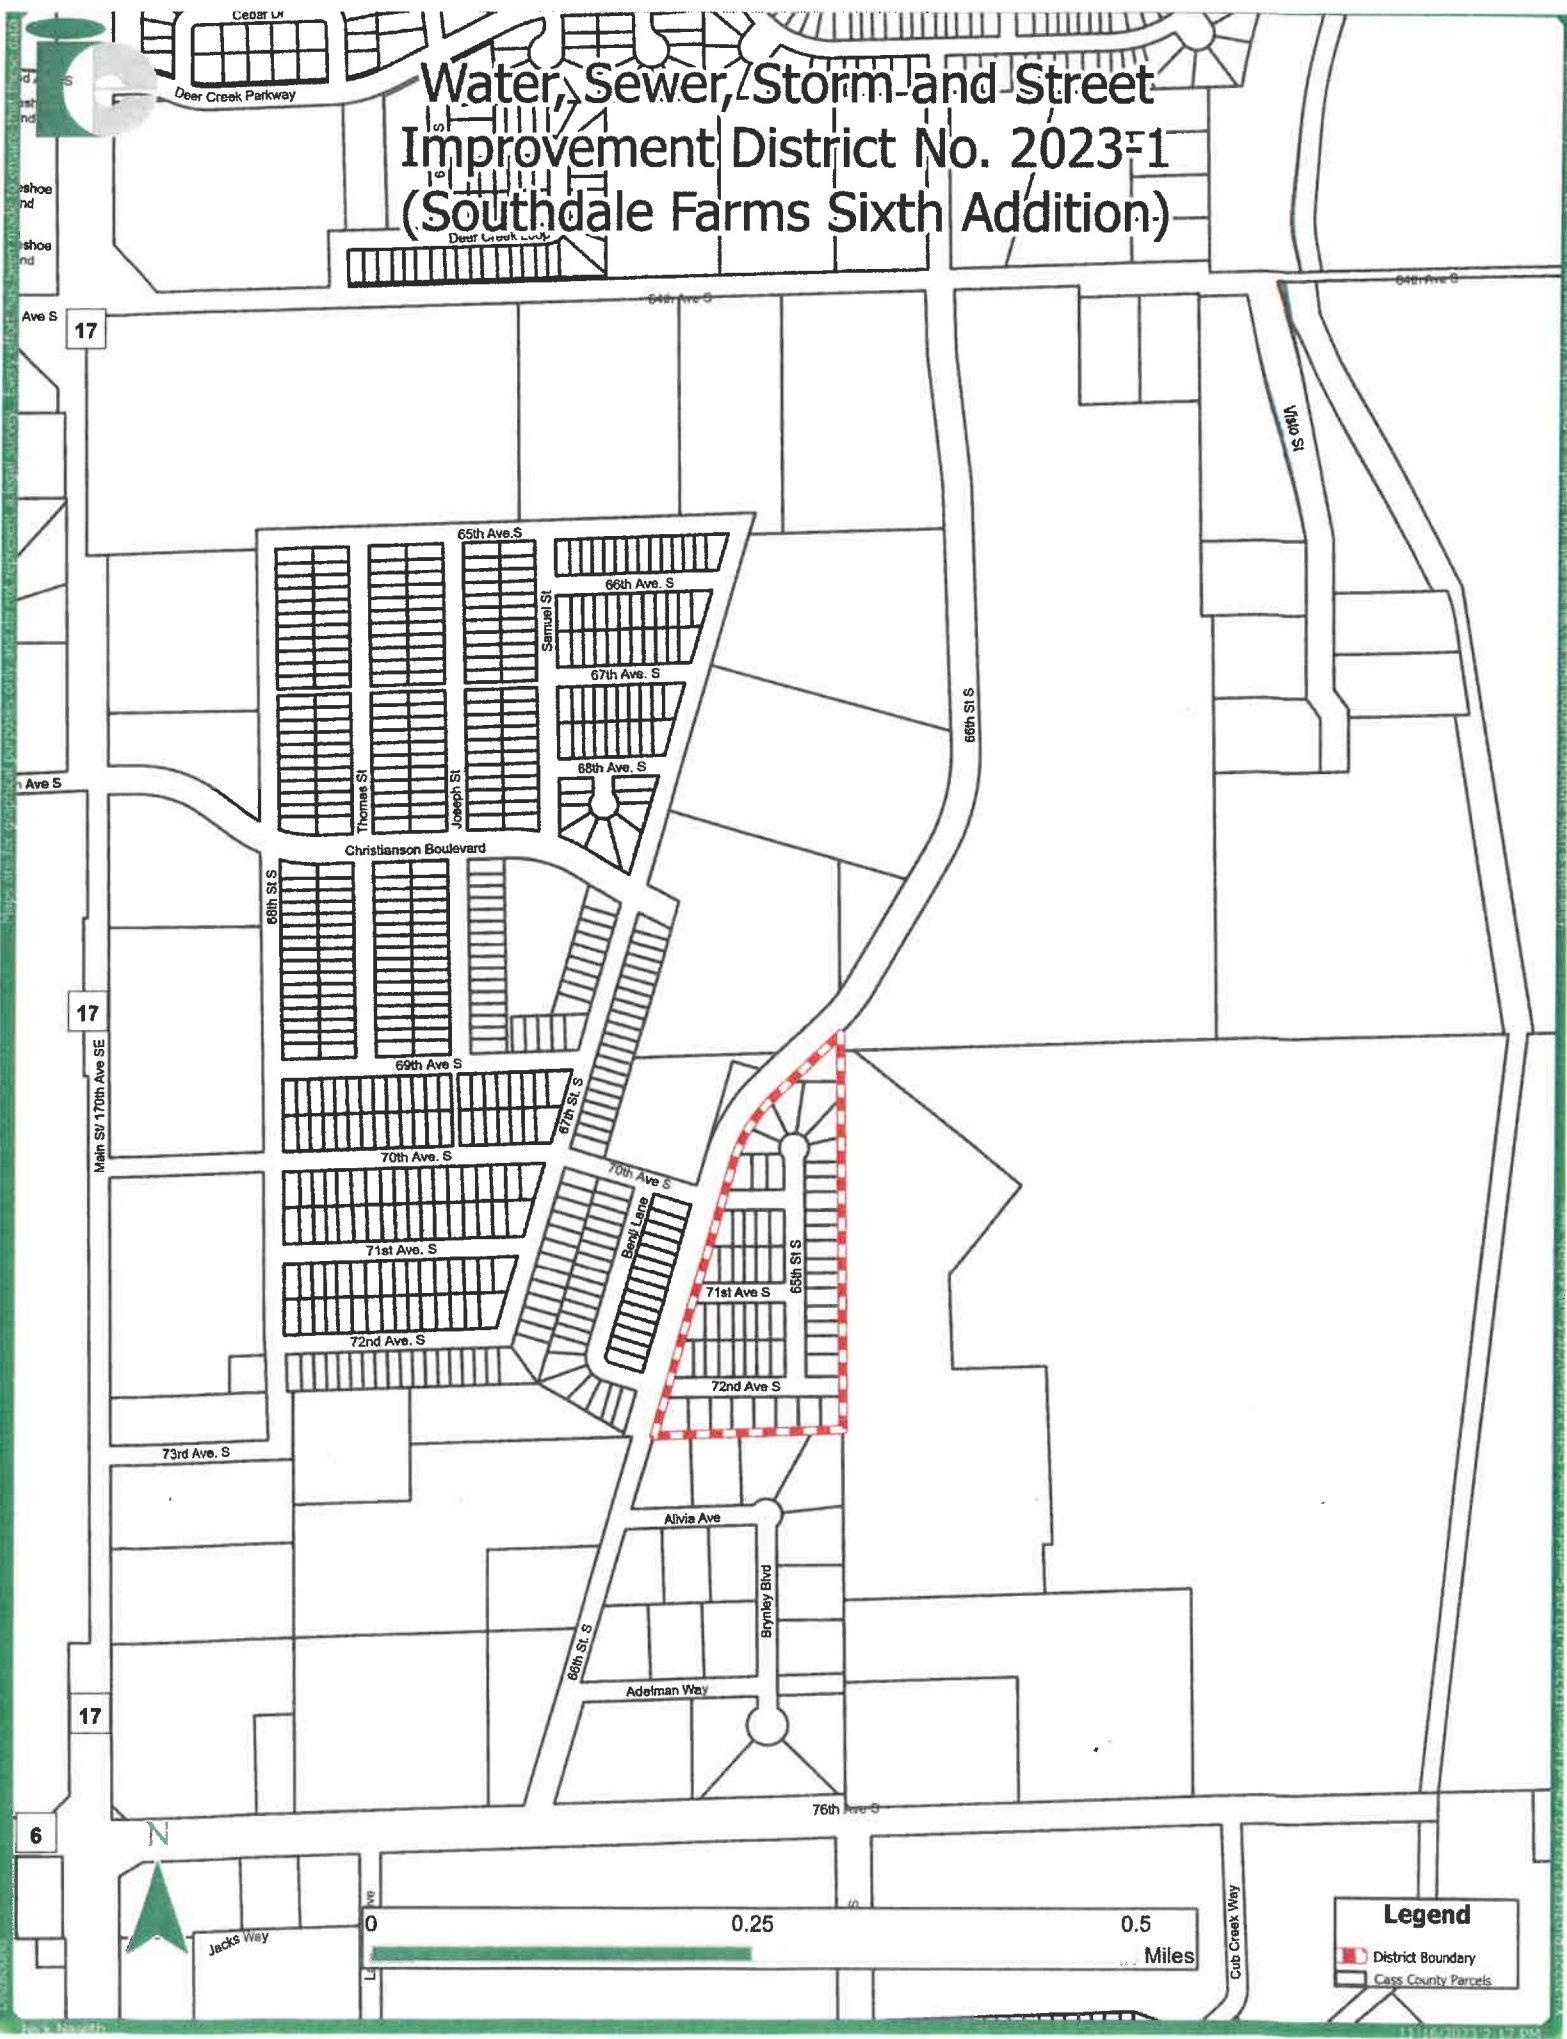 Cedar Dr
Deer Creek Parkway
Water, Sewer, Storm and Street
Improvement District No. 2023-1
(Southdale Farms Sixth Addition)
Deer Creek Loop
64th Ave S
64th Ave S
Ave S
17
Visto St
65th Ave. S
66th Ave. S
Samuel St
67th Ave. S
66th St S
68th Ave. S
Ave S
Thomas St
Joseph St
Christianson Boulevard
68th St S
17
Main St/ 170th Ave SE
69th Ave S
67th St. S
70th Ave. S
70th Ave S
Benji Lane
71st Ave. S
65th St S
71st Ave S
72nd Ave. S
72nd Ave S
73rd Ave. S
Alivia Ave
Brynley Blvd
66th St. S
Adelman Way
17
76th Ave S
6
N
Jacks Way
Cub Creek Way
0
0.25
0.5
Miles
Legend
District Boundary
Cass County Parcels